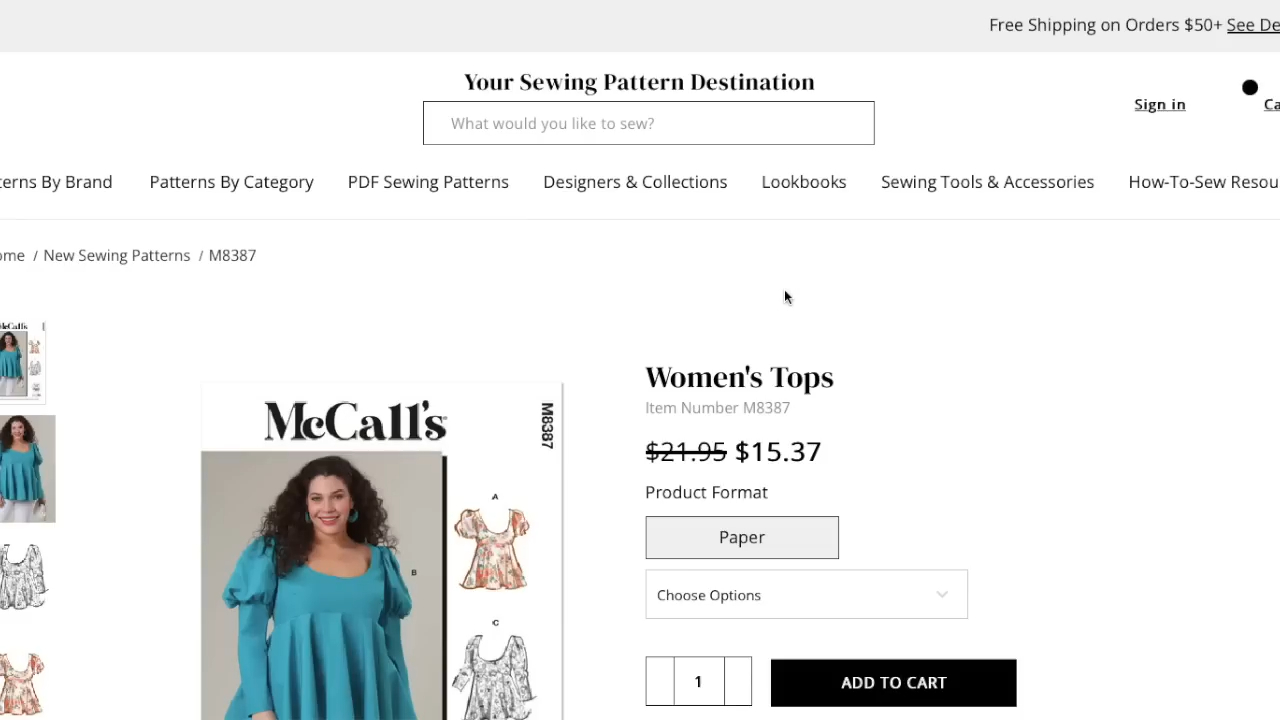 Free Shipping on Orders $50+ See De
Your Sewing Pattern Destination
What would you like to sew?
Sign in
Ca
terns By Brand Patterns By Category PDF Sewing Patterns Designers & Collections Lookbooks Sewing Tools & Accessories How-To-Sew Resou
ome / New Sewing Patterns / M8387
McCall's
M8387
A
B
C
Women's Tops
Item Number M8387
$21.95 $15.37
Product Format
Paper
Choose Options
1
ADD TO CART